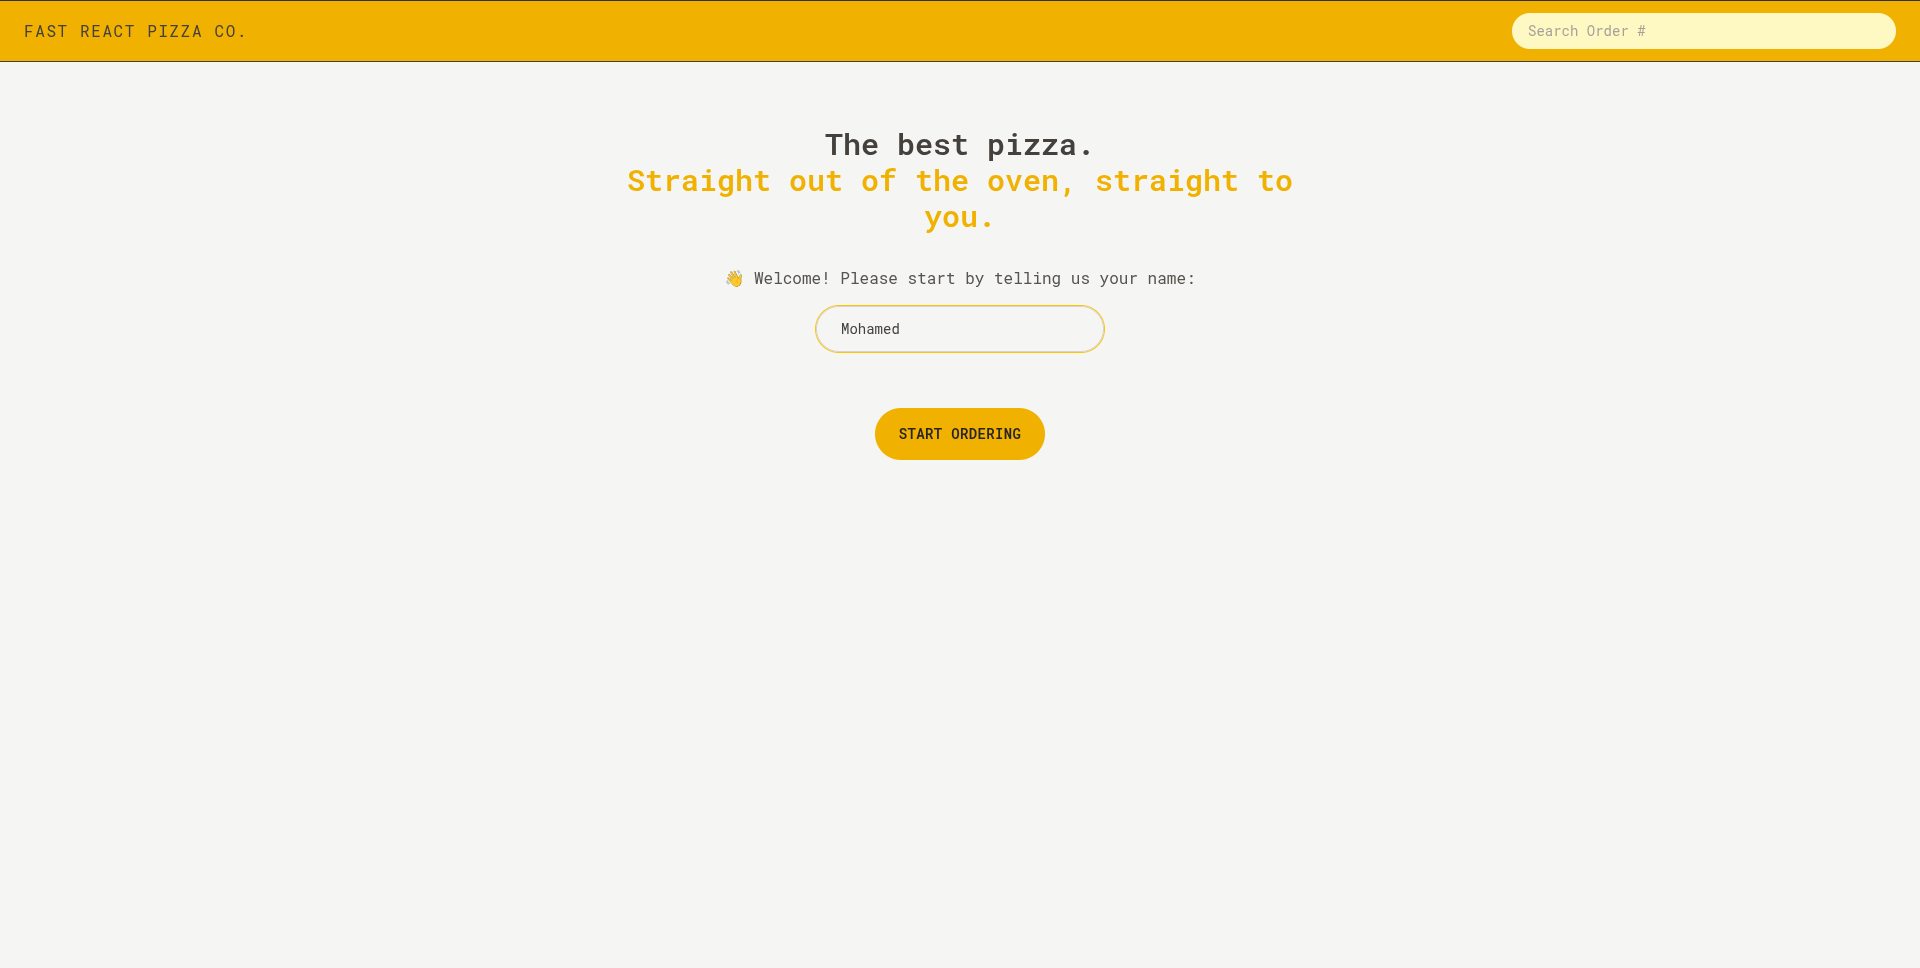 FAST REACT PIZZA CO.
Search Order #
The best pizza.
Straight out of the oven, straight to
you.
👋 Welcome! Please start by telling us your name:
Mohamed
START ORDERING